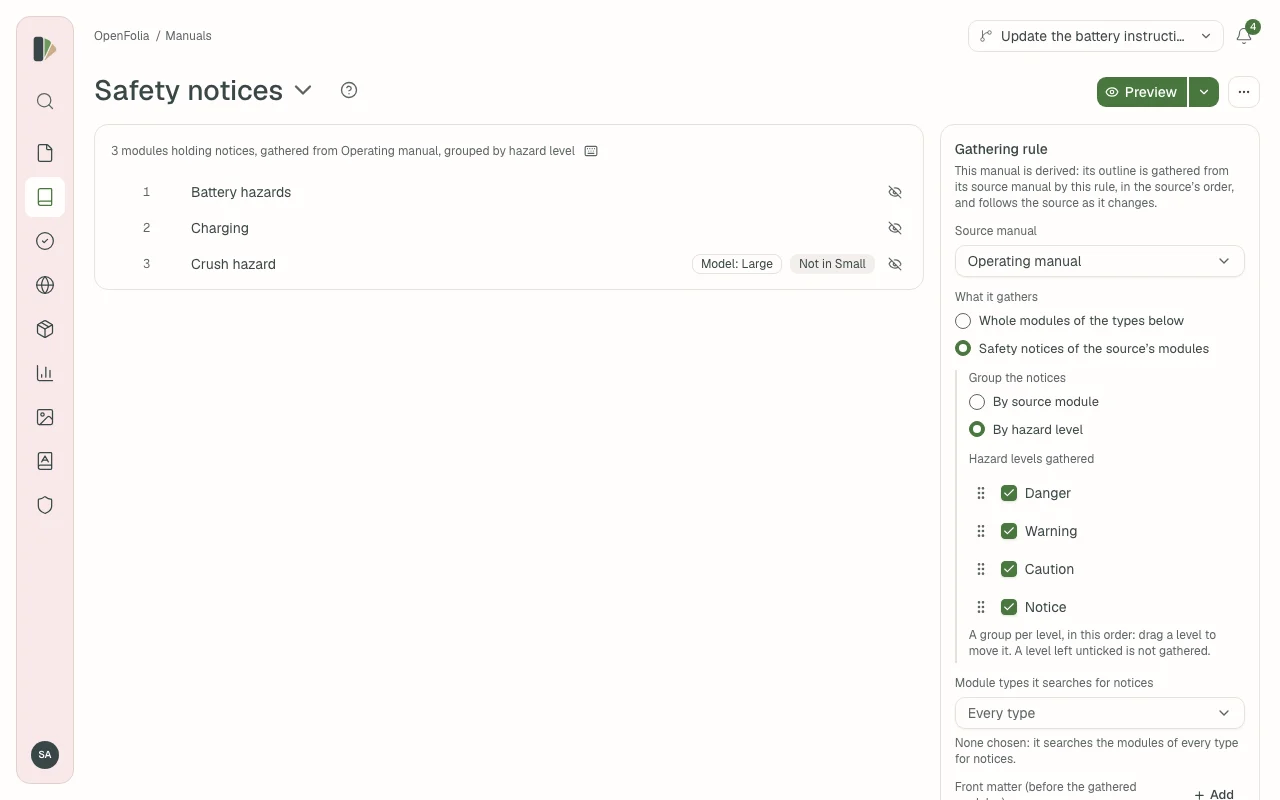 OpenFolia / Manuals
Update the battery instructi...
4
Safety notices
Preview
3 modules holding notices, gathered from Operating manual, grouped by hazard level
1 Battery hazards
2 Charging
3 Crush hazard Model: Large Not in Small
Gathering rule
This manual is derived: its outline is gathered from
its source manual by this rule, in the source's order,
and follows the source as it changes.
Source manual
Operating manual
What it gathers
Whole modules of the types below
Safety notices of the source's modules
Group the notices
By source module
By hazard level
Hazard levels gathered
Danger
Warning
Caution
Notice
A group per level, in this order: drag a level to
move it. A level left unticked is not gathered.
Module types it searches for notices
Every type
None chosen: it searches the modules of every type
for notices.
Front matter (before the gathered
+ Add
SA